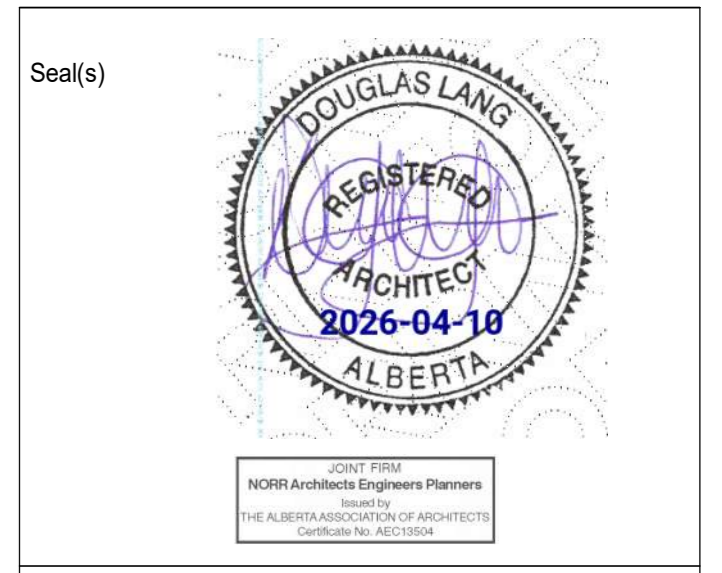 Seal(s)
DOUGLAS LANG
REGISTERED
ARCHITECT
2026-04-10
ALBERTA
JOINT FIRM
NORR Architects Engineers Planners
Issued by
THE ALBERTA ASSOCIATION OF ARCHITECTS
Certificate No. AEC13504